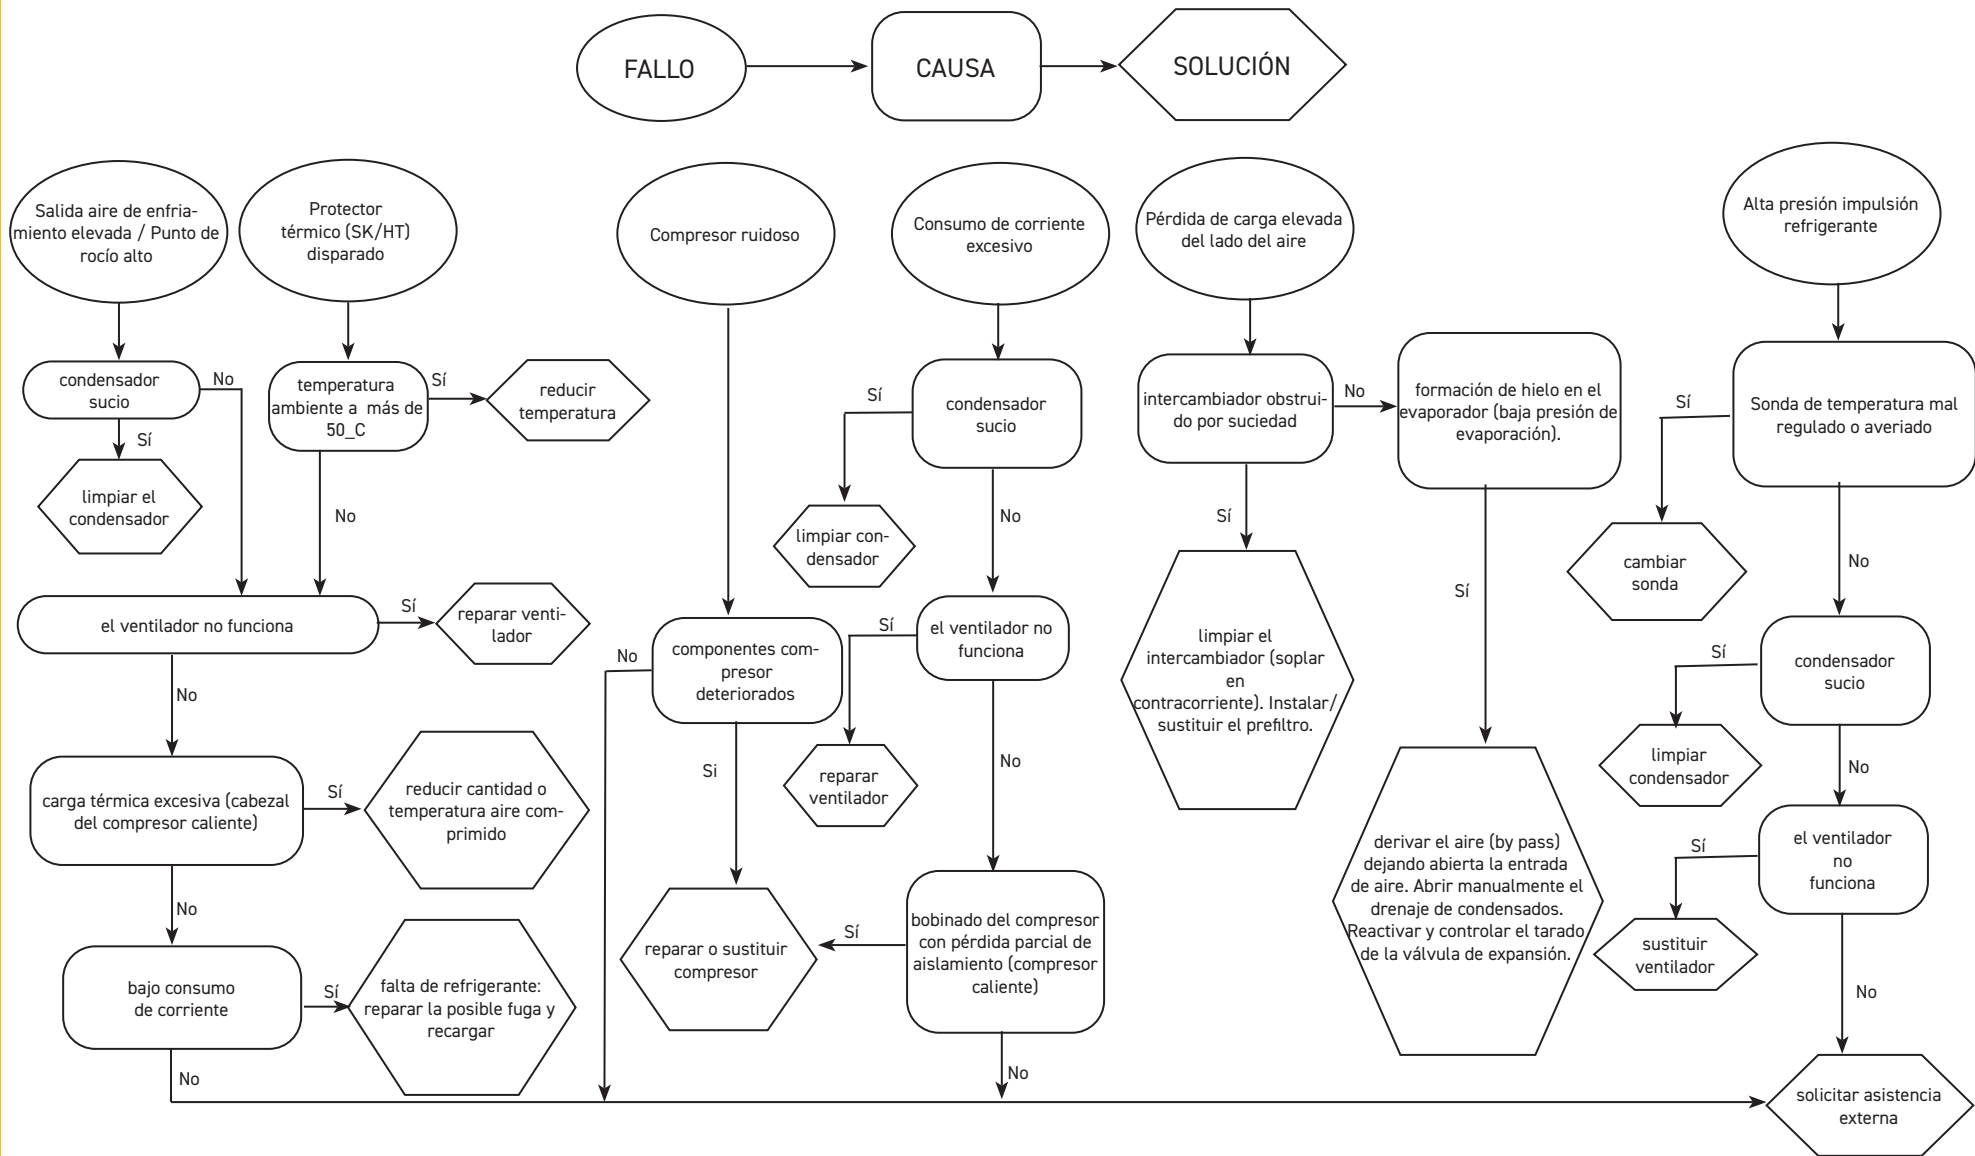 FALLO
CAUSA
SOLUCIÓN
Salida aire de enfria-
miento elevada / Punto de
rocío alto
Protector
térmico (SK/HT)
disparado
Compresor ruidoso
Consumo de corriente
excesivo
Pérdida de carga elevada
del lado del aire
Alta presión impulsión
refrigerante
condensador
sucio
No
Sí
limpiar el
condensador
temperatura
ambiente a más de
50_C
Sí
reducir
temperatura
No
el ventilador no funciona
Sí
reparar venti-
lador
No
carga térmica excesiva (cabezal
del compresor caliente)
Sí
reducir cantidad o
temperatura aire com-
primido
No
bajo consumo
de corriente
Sí
falta de refrigerante:
reparar la posible fuga y
recargar
No
componentes com-
presor
deteriorados
No
Si
reparar o sustituir
compresor
condensador
sucio
Sí
limpiar con-
densador
No
el ventilador no
funciona
Sí
reparar
ventilador
No
bobinado del compresor
con pérdida parcial de
aislamiento (compresor
caliente)
Sí
No
intercambiador obstrui-
do por suciedad
No
Sí
limpiar el
intercambiador (soplar
en
contracorriente). Instalar/
sustituir el prefiltro.
formación de hielo en el
evaporador (baja presión de
evaporación).
Sí
derivar el aire (by pass)
dejando abierta la entrada
de aire. Abrir manualmente el
drenaje de condensados.
Reactivar y controlar el tarado
de la válvula de expansión.
Sonda de temperatura mal
regulado o averiado
Sí
cambiar
sonda
No
condensador
sucio
Sí
limpiar
condensador
No
el ventilador
no
funciona
Sí
sustituir
ventilador
No
solicitar asistencia
externa